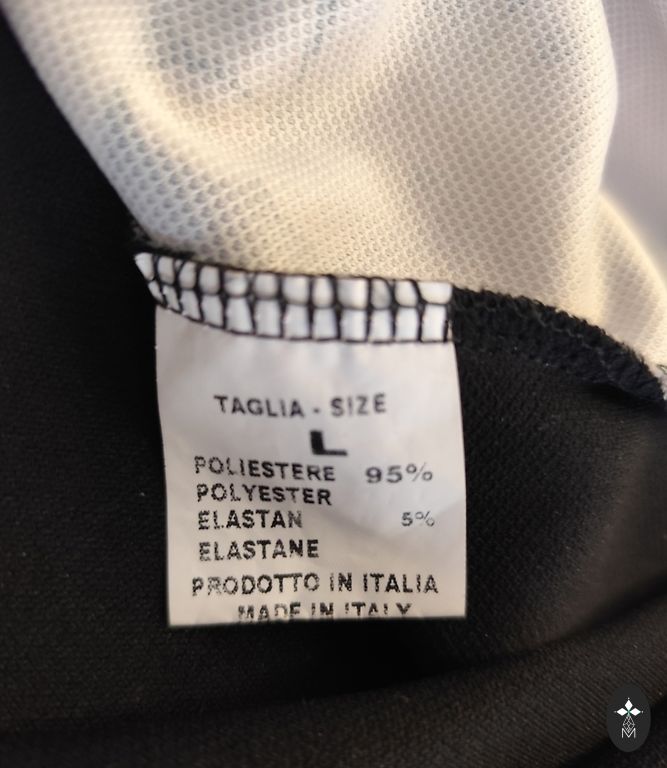 TAGLIA - SIZE
L
POLIESTERE 95%
POLYESTER
ELASTAN 5%
ELASTANE
PRODOTTO IN ITALIA
MADE IN ITALY
M